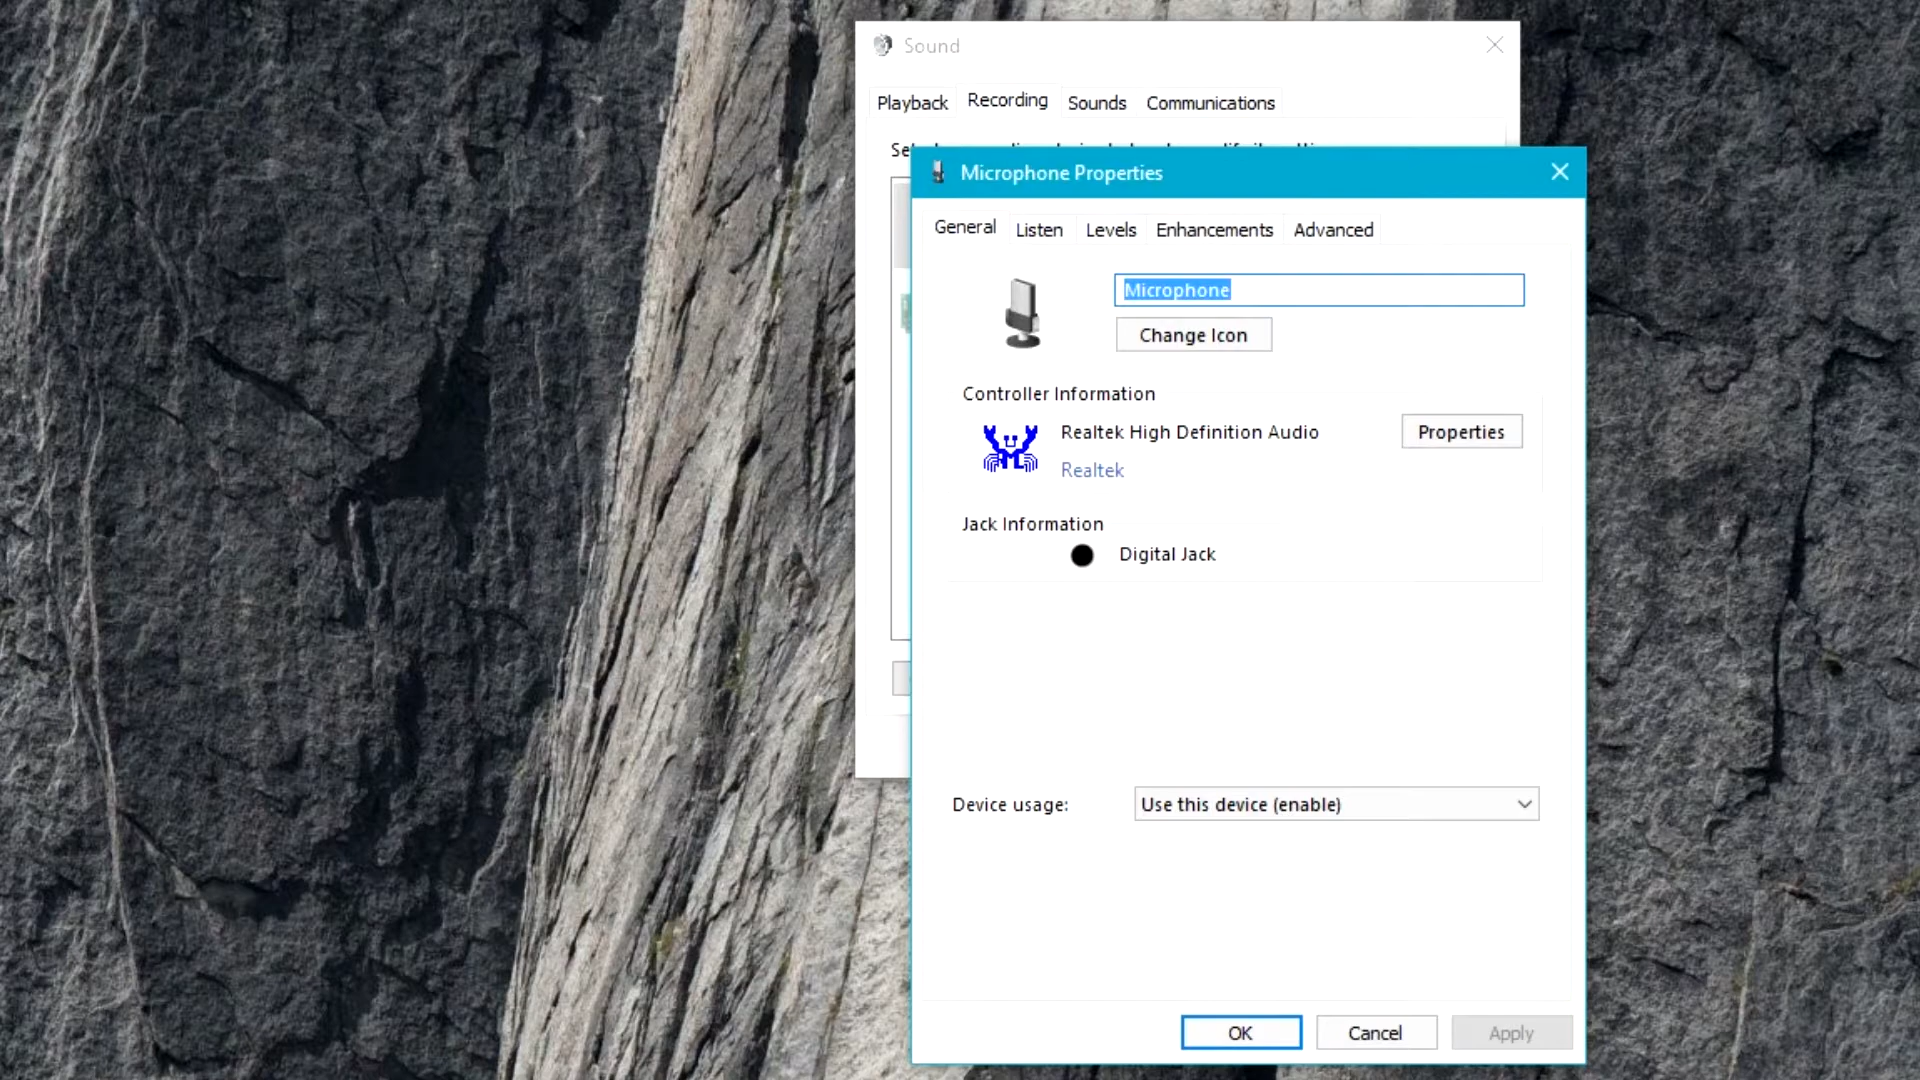 Sound
Playback Recording Sounds Communications
Microphone Properties
General Listen Levels Enhancements Advanced
Microphone
Change Icon
Controller Information
Realtek High Definition Audio
Properties
Realtek
Jack Information
Digital Jack
Device usage:
Use this device (enable)
OK
Cancel
Apply